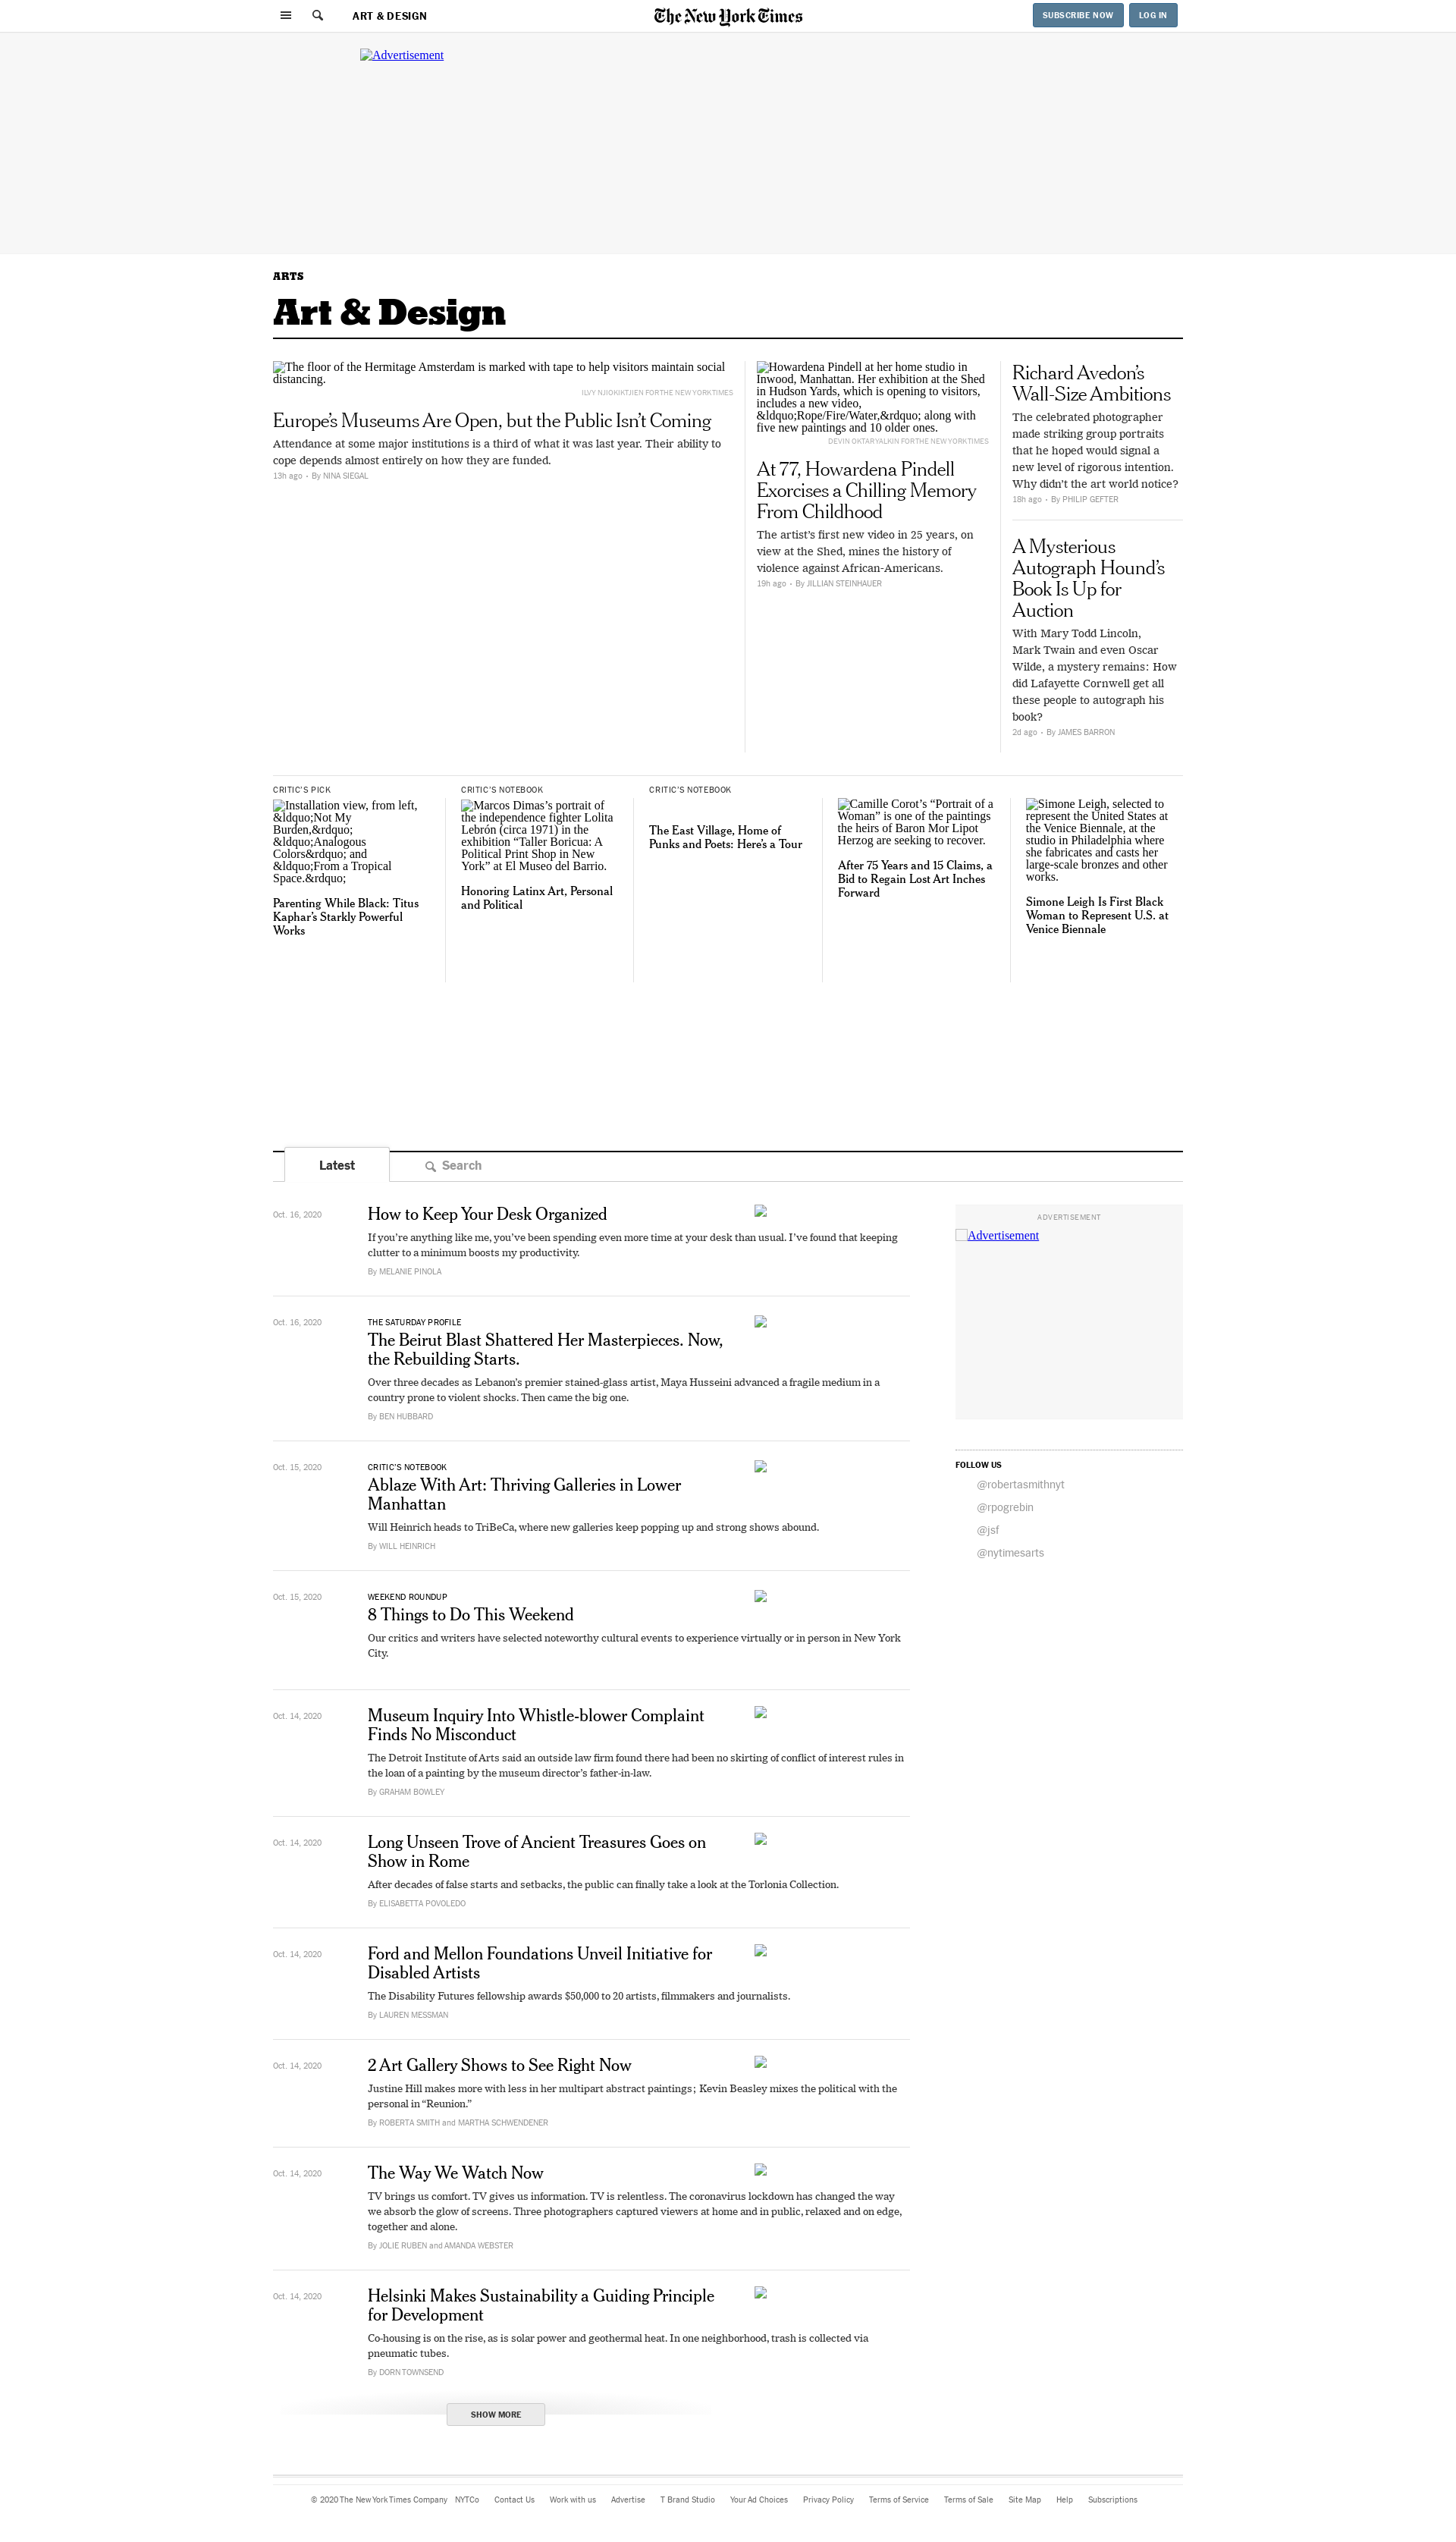 ART & DESIGN
The New York Times
SUBSCRIBE NOW
LOG IN
Advertisement
ARTS
Art & Design
The floor of the Hermitage Amsterdam is marked with tape to help visitors maintain social
distancing.
ILVY NJIOKIKTJIEN FOR THE NEW YORK TIMES
Europe's Museums Are Open, but the Public Isn't Coming
Attendance at some major institutions is a third of what it was last year. Their ability to
cope depends almost entirely on how they are funded.
13h ago • By NINA SIEGAL
Howardena Pindell at her home studio in
Inwood, Manhattan. Her exhibition at the Shed
in Hudson Yards, which is opening to visitors,
includes a new video,
&ldquo;Rope/Fire/Water,&rdquo; along with
five new paintings and 10 older ones.
DEVIN OKTAR YALKIN FOR THE NEW YORK TIMES
At 77, Howardena Pindell
Exorcises a Chilling Memory
From Childhood
The artist's first new video in 25 years, on
view at the Shed, mines the history of
violence against African-Americans.
19h ago • By JILLIAN STEINHAUER
Richard Avedon's
Wall-Size Ambitions
The celebrated photographer
made striking group portraits
that he hoped would signal a
new level of rigorous intention.
Why didn't the art world notice?
18h ago • By PHILIP GEFTER
A Mysterious
Autograph Hound's
Book Is Up for
Auction
With Mary Todd Lincoln,
Mark Twain and even Oscar
Wilde, a mystery remains: How
did Lafayette Cornwell get all
these people to autograph his
book?
2d ago • By JAMES BARRON
CRITIC'S PICK
Installation view, from left,
&ldquo;Not My
Burden,&rdquo;
&ldquo;Analogous
Colors&rdquo; and
&ldquo;From a Tropical
Space.&rdquo;
Parenting While Black: Titus
Kaphar's Starkly Powerful
Works
CRITIC'S NOTEBOOK
Marcos Dimas's portrait of
the independence fighter Lolita
Lebrón (circa 1971) in the
exhibition “Taller Boricua: A
Political Print Shop in New
York” at El Museo del Barrio.
Honoring Latinx Art, Personal
and Political
CRITIC'S NOTEBOOK
The East Village, Home of
Punks and Poets: Here's a Tour
Camille Corot's “Portrait of a
Woman” is one of the paintings
the heirs of Baron Mor Lipot
Herzog are seeking to recover.
After 75 Years and 15 Claims, a
Bid to Regain Lost Art Inches
Forward
Simone Leigh, selected to
represent the United States at
the Venice Biennale, at the
studio in Philadelphia where
she fabricates and casts her
large-scale bronzes and other
works.
Simone Leigh Is First Black
Woman to Represent U.S. at
Venice Biennale
Latest
Search
Oct. 16, 2020
How to Keep Your Desk Organized
If you're anything like me, you've been spending even more time at your desk than usual. I've found that keeping
clutter to a minimum boosts my productivity.
By MELANIE PINOLA
Oct. 16, 2020
THE SATURDAY PROFILE
The Beirut Blast Shattered Her Masterpieces. Now,
the Rebuilding Starts.
Over three decades as Lebanon's premier stained-glass artist, Maya Husseini advanced a fragile medium in a
country prone to violent shocks. Then came the big one.
By BEN HUBBARD
Oct. 15, 2020
CRITIC'S NOTEBOOK
Ablaze With Art: Thriving Galleries in Lower
Manhattan
Will Heinrich heads to TriBeCa, where new galleries keep popping up and strong shows abound.
By WILL HEINRICH
Oct. 15, 2020
WEEKEND ROUNDUP
8 Things to Do This Weekend
Our critics and writers have selected noteworthy cultural events to experience virtually or in person in New York
City.
Oct. 14, 2020
Museum Inquiry Into Whistle-blower Complaint
Finds No Misconduct
The Detroit Institute of Arts said an outside law firm found there had been no skirting of conflict of interest rules in
the loan of a painting by the museum director's father-in-law.
By GRAHAM BOWLEY
Oct. 14, 2020
Long Unseen Trove of Ancient Treasures Goes on
Show in Rome
After decades of false starts and setbacks, the public can finally take a look at the Torlonia Collection.
By ELISABETTA POVOLEDO
Oct. 14, 2020
Ford and Mellon Foundations Unveil Initiative for
Disabled Artists
The Disability Futures fellowship awards $50,000 to 20 artists, filmmakers and journalists.
By LAUREN MESSMAN
Oct. 14, 2020
2 Art Gallery Shows to See Right Now
Justine Hill makes more with less in her multipart abstract paintings; Kevin Beasley mixes the political with the
personal in “Reunion.”
By ROBERTA SMITH and MARTHA SCHWENDENER
Oct. 14, 2020
The Way We Watch Now
TV brings us comfort. TV gives us information. TV is relentless. The coronavirus lockdown has changed the way
we absorb the glow of screens. Three photographers captured viewers at home and in public, relaxed and on edge,
together and alone.
By JOLIE RUBEN and AMANDA WEBSTER
Oct. 14, 2020
Helsinki Makes Sustainability a Guiding Principle
for Development
Co-housing is on the rise, as is solar power and geothermal heat. In one neighborhood, trash is collected via
pneumatic tubes.
By DORN TOWNSEND
SHOW MORE
ADVERTISEMENT
Advertisement
FOLLOW US
@robertasmithnyt
@rpogrebin
@jsf
@nytimesarts
© 2020 The New York Times Company NYTCo Contact Us Work with us Advertise T Brand Studio Your Ad Choices Privacy Policy Terms of Service Terms of Sale Site Map Help Subscriptions